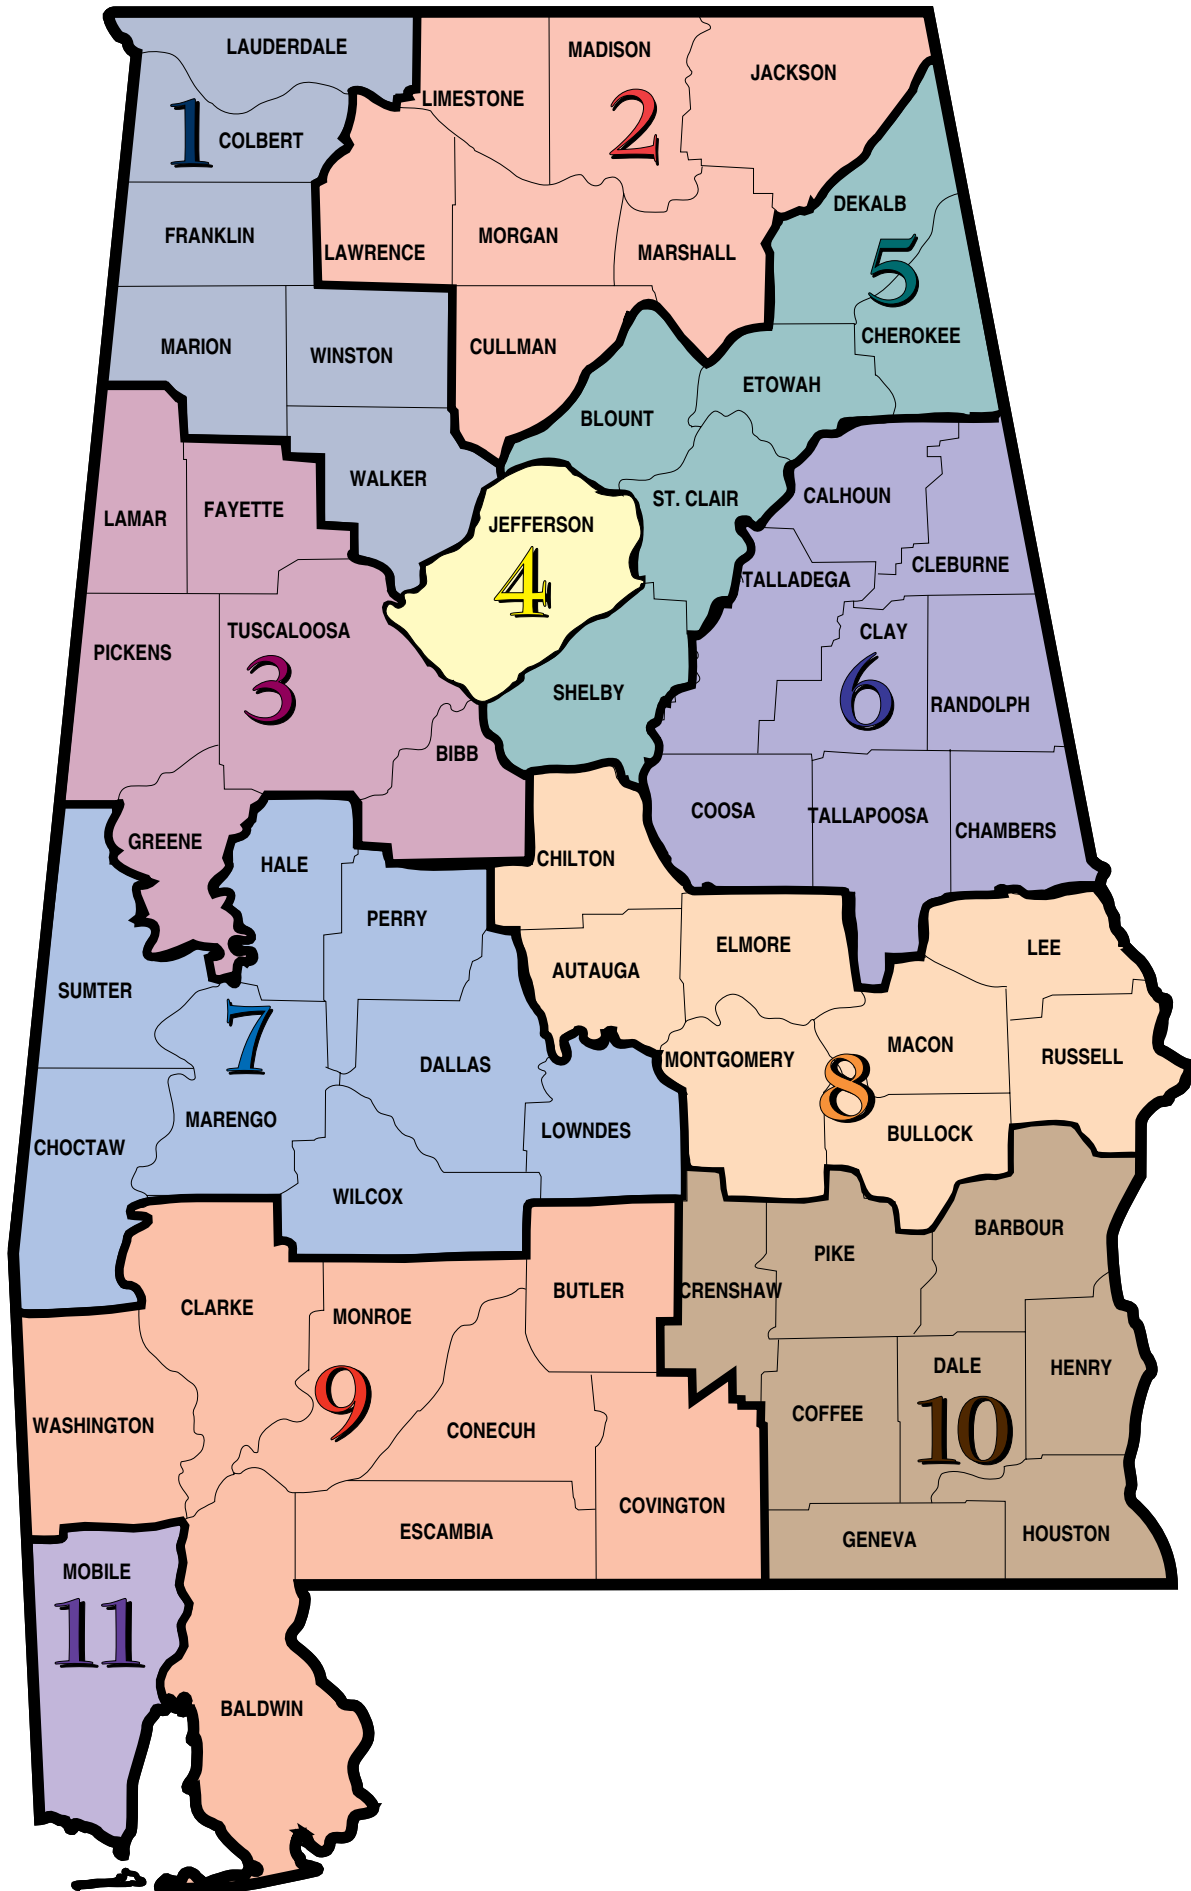 LAUDERDALE
MADISON
JACKSON
LIMESTONE
1
2
COLBERT
DEKALB
FRANKLIN
MORGAN
LAWRENCE
MARSHALL
5
CHEROKEE
MARION
WINSTON
CULLMAN
ETOWAH
BLOUNT
WALKER
CALHOUN
ST. CLAIR
FAYETTE
LAMAR
JEFFERSON
4
CLEBURNE
TALLADEGA
TUSCALOOSA
CLAY
PICKENS
3
SHELBY
6
RANDOLPH
BIBB
COOSA
TALLAPOOSA
CHAMBERS
GREENE
HALE
CHILTON
PERRY
ELMORE
LEE
AUTAUGA
SUMTER
7
MACON
RUSSELL
DALLAS
MONTGOMERY
8
MARENGO
LOWNDES
BULLOCK
CHOCTAW
WILCOX
BARBOUR
PIKE
BUTLER
CRENSHAW
CLARKE
MONROE
DALE
HENRY
9
COFFEE
10
WASHINGTON
CONECUH
COVINGTON
ESCAMBIA
GENEVA
HOUSTON
MOBILE
11
BALDWIN